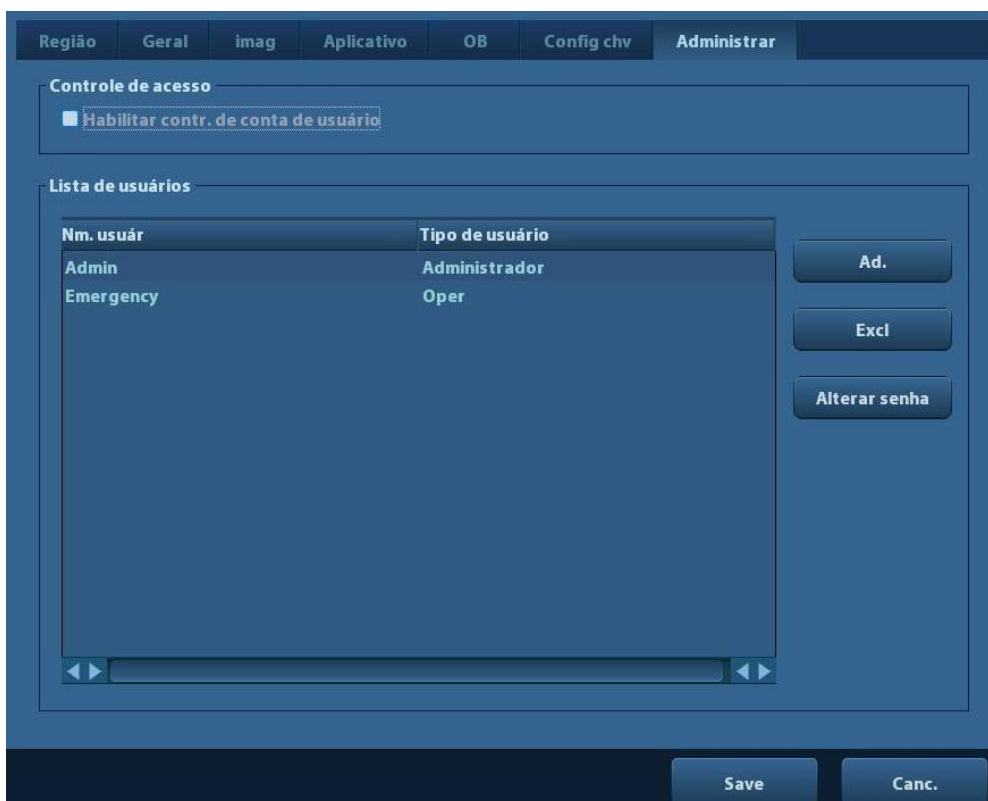 Região Geral imag Aplicativo OB Config chv Administrar
Controle de acesso
Habilitar contr. de conta de usuário
Lista de usuários
Nm. usuár Tipo de usuário
Admin Administrador
Emergency Oper
Ad.
Excl
Alterar senha
Save Canc.